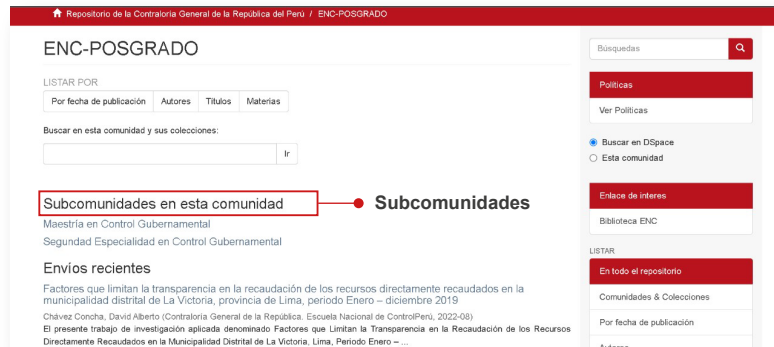 Repositorio de la Contraloría General de la República del Perú / ENC-POSGRADO
ENC-POSGRADO
LISTAR POR
Por fecha de publicación Autores Títulos Materias
Buscar en esta comunidad y sus colecciones:
Ir
Subcomunidades en esta comunidad
Subcomunidades
Maestría en Control Gubernamental
Segundad Especialidad en Control Gubernamental
Envíos recientes
Factores que limitan la transparencia en la recaudación de los recursos directamente recaudados en la
municipalidad distrital de La Victoria, provincia de Lima, periodo Enero – diciembre 2019
Chávez Concha, David Alberto (Contraloría General de la República. Escuela Nacional de ControlPerú, 2022-08)
El presente trabajo de investigación aplicada denominado Factores que Limitan la Transparencia en la Recaudación de los Recursos
Directamente Recaudados en la Municipalidad Distrital de La Victoria, Lima, Periodo Enero – ...
Búsquedas
Políticas
Ver Políticas
Buscar en DSpace
Esta comunidad
Enlace de interes
Biblioteca ENC
LISTAR
En todo el repositorio
Comunidades & Colecciones
Por fecha de publicación
Autores